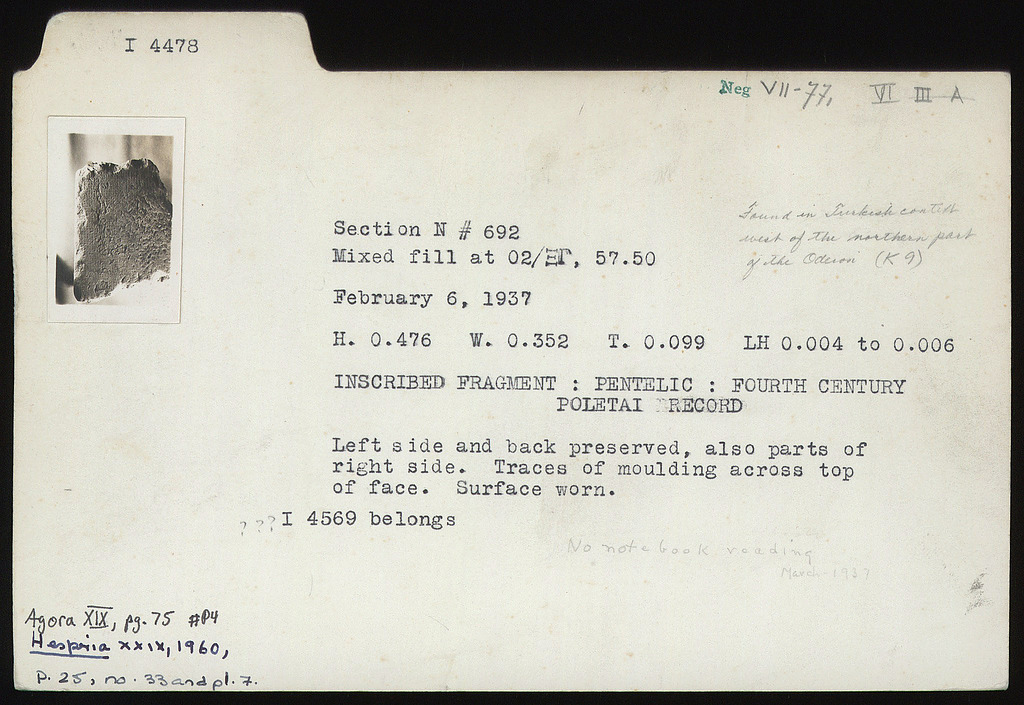 I 4478
Neg VII-77, VI III A
Found in Turkish context
west of the northern part
of the Odeion (K 9)
Section N # 692
Mixed fill at 02/ΞΓ, 57.50
February 6, 1937
H. 0.476 W. 0.352 T. 0.099 LH 0.004 to 0.006
INSCRIBED FRAGMENT : PENTELIC : FOURTH CENTURY
POLETAI RECORD
Left side and back preserved, also parts of
right side. Traces of moulding across top
of face. Surface worn.
??? I 4569 belongs
No notebook reading
March 1937
Agora XIX, pg. 75 #P4
Hesperia XXIX, 1960,
p. 25, no. 33 and pl. 7.